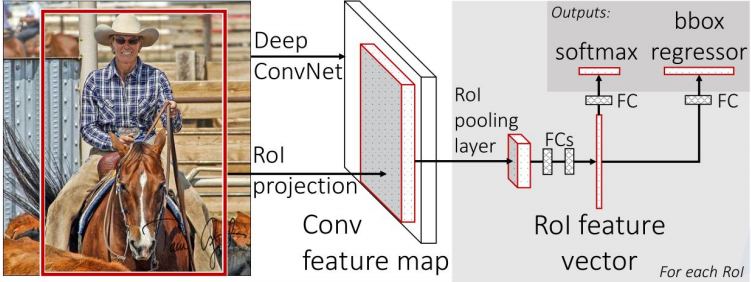 Deep
ConvNet
RoI
projection
Conv
feature map
RoI
pooling
layer
FCs
RoI feature
vector
For each RoI
Outputs:
softmax
bbox
regressor
FC
FC